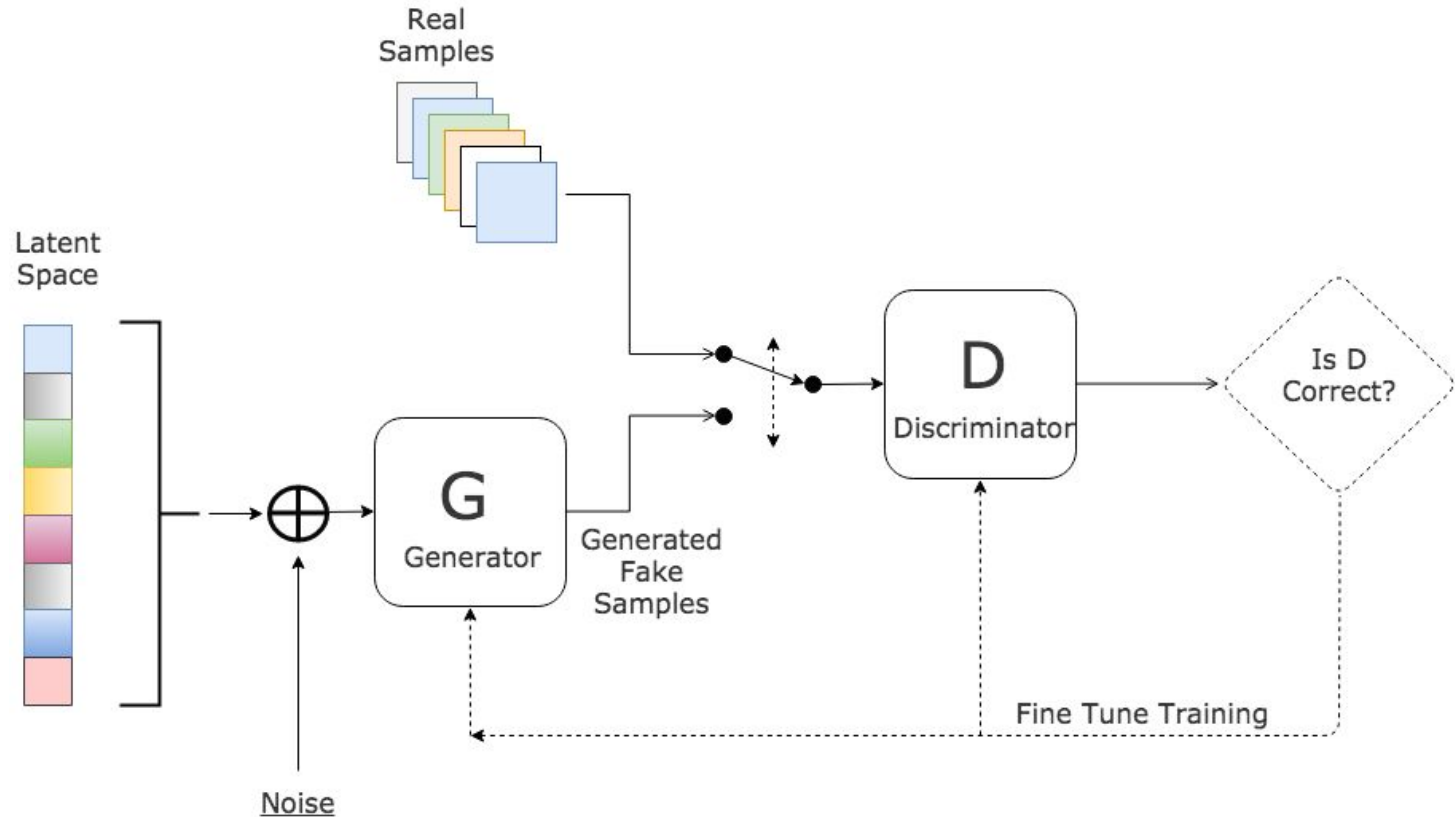 Real
Samples
Latent
Space
D
Discriminator
Is D
Correct?
G
Generator
Generated
Fake
Samples
Fine Tune Training
Noise